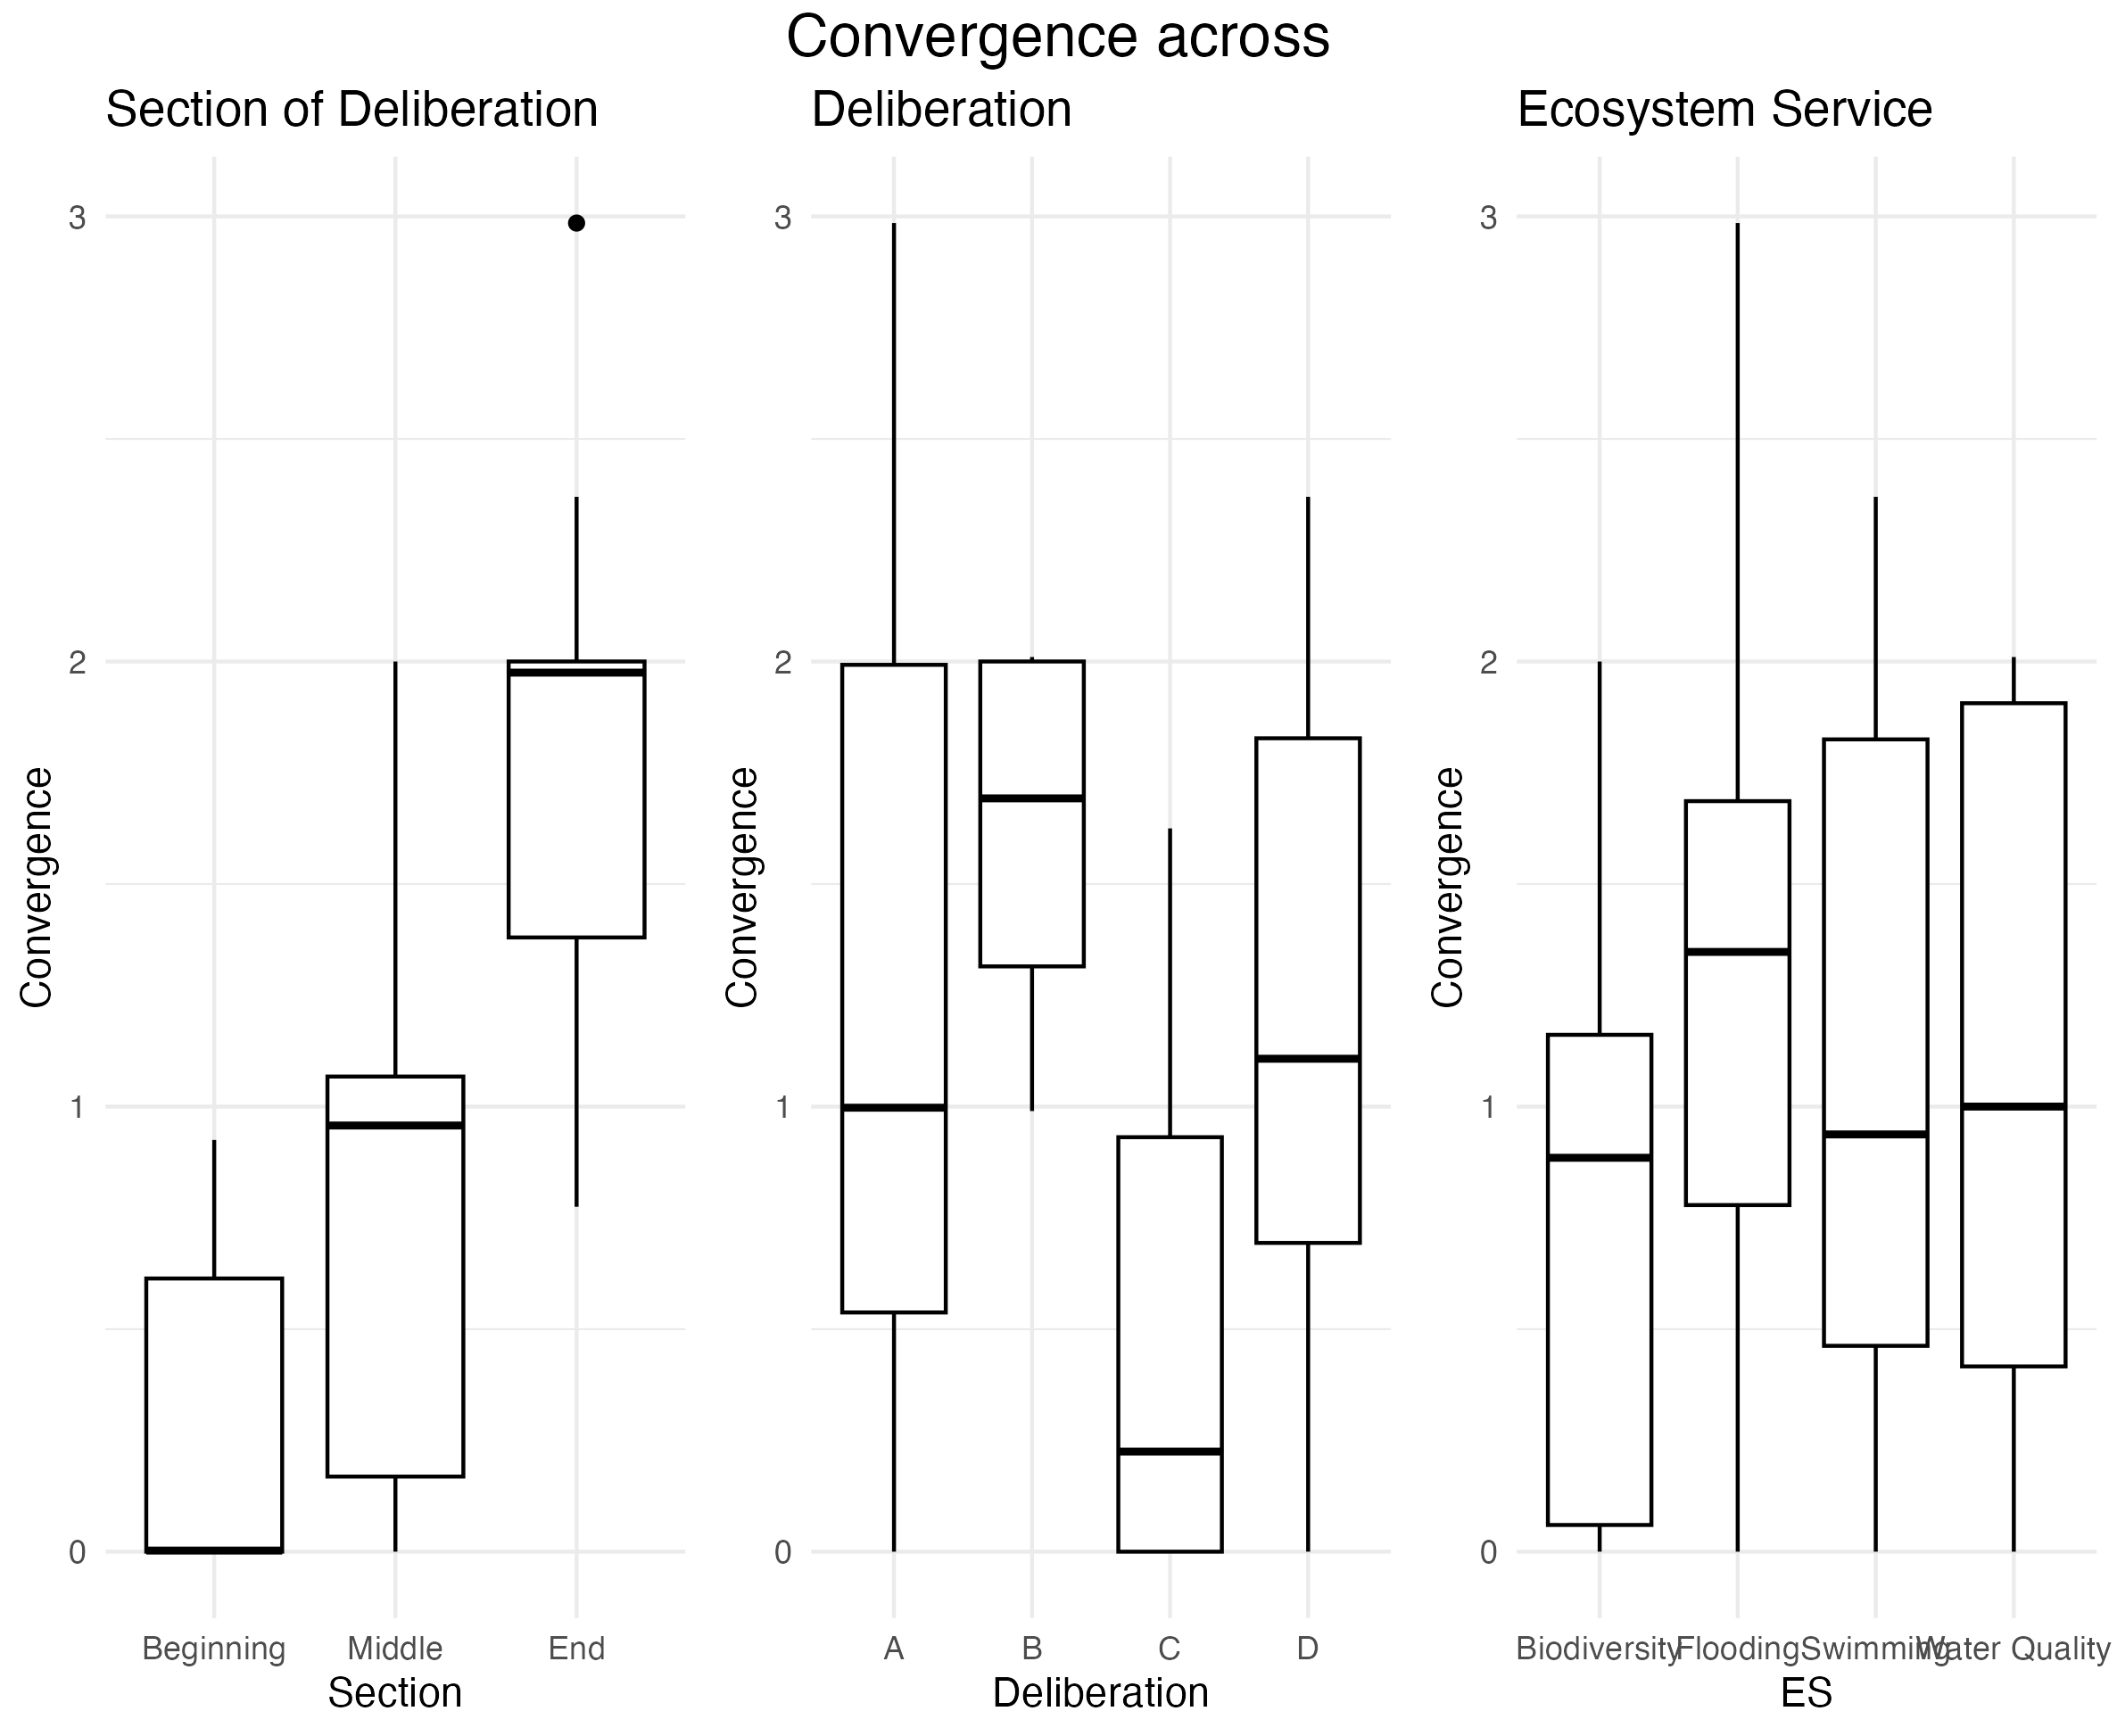 Convergence across
Section of Deliberation
Convergence
3
2
1
0
Beginning Middle End
Section
Deliberation
Convergence
3
2
1
0
A B C D
Deliberation
Ecosystem Service
Convergence
3
2
1
0
Biodiversity Flooding Swimming Water Quality
ES